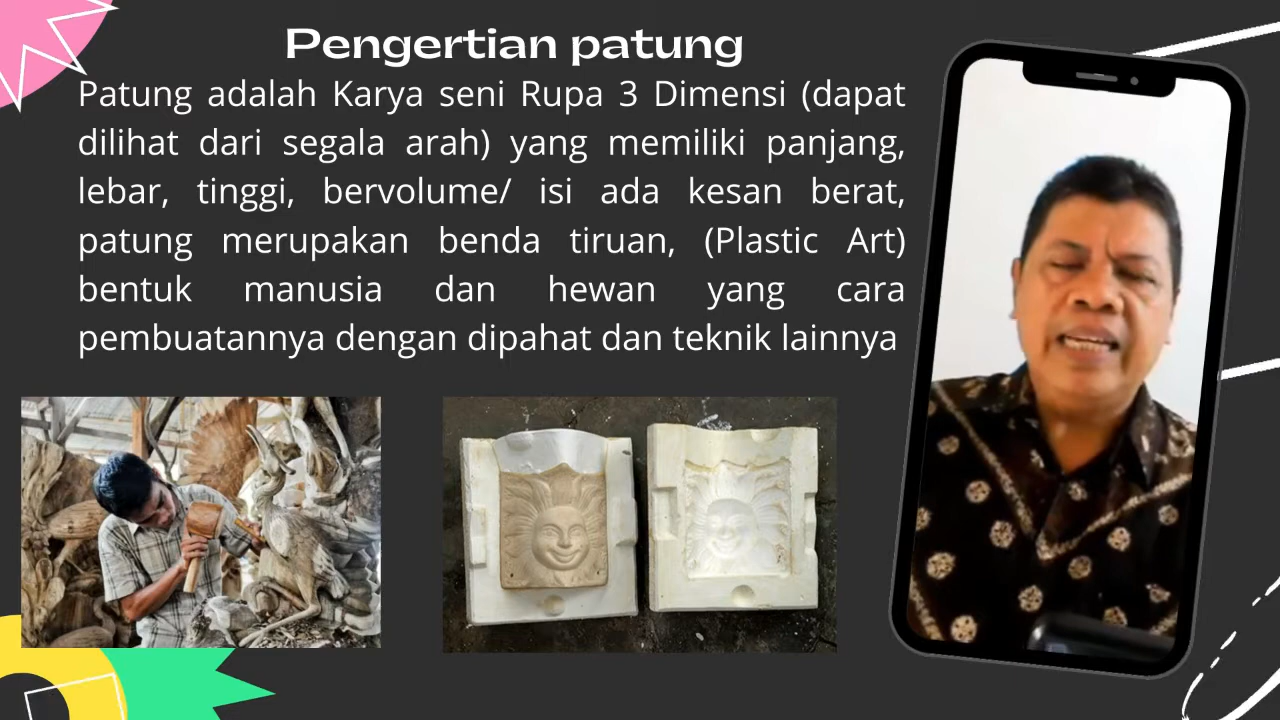 Pengertian patung
Patung adalah Karya seni Rupa 3 Dimensi (dapat
dilihat dari segala arah) yang memiliki panjang,
lebar, tinggi, bervolume/ isi ada kesan berat,
patung merupakan benda tiruan, (Plastic Art)
bentuk manusia dan hewan yang cara
pembuatannya dengan dipahat dan teknik lainnya